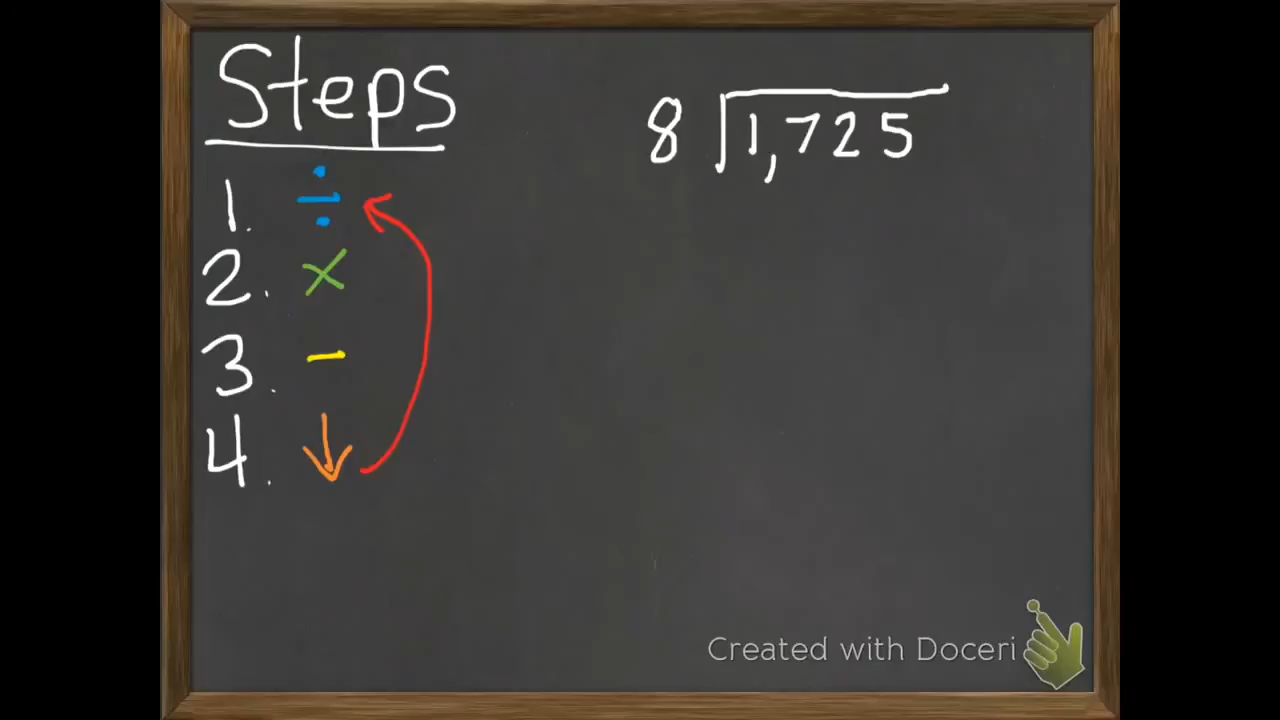 Steps
8 1,725
1. ÷
2. ×
3. -
4. ↓
Created with Doceri